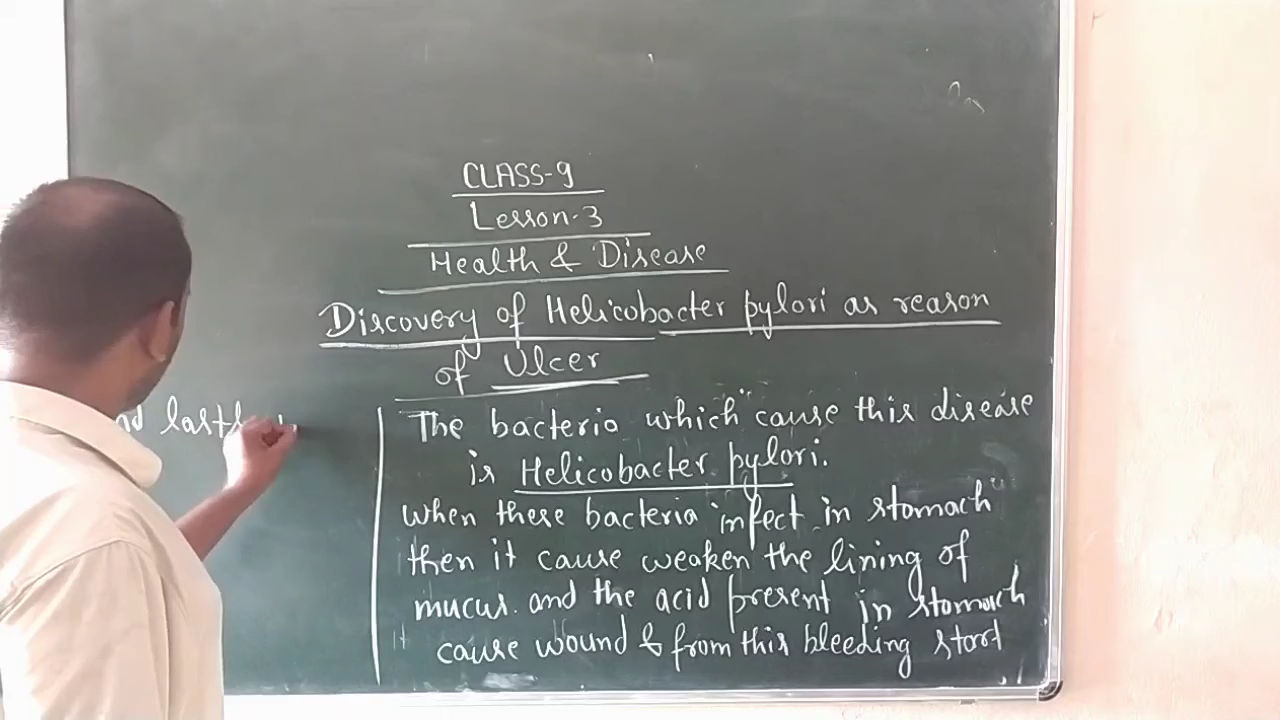 CLASS-9
Lesson-3
Health & Disease
Discovery of Helicobacter pylori as reason
of Ulcer
The bacteria which cause this disease
is Helicobacter pylori.
When these bacteria infect in stomach
then it cause weaken the lining of
mucus. and the acid present in stomach
it cause wound & from this bleeding start